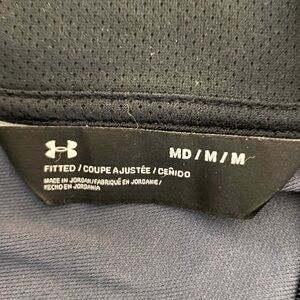 MD / M / M
FITTED / COUPE AJUSTÉE / CEÑIDO
MADE IN JORDAN/FABRIQUÉ EN JORDANIE/
HECHO EN JORDANIA